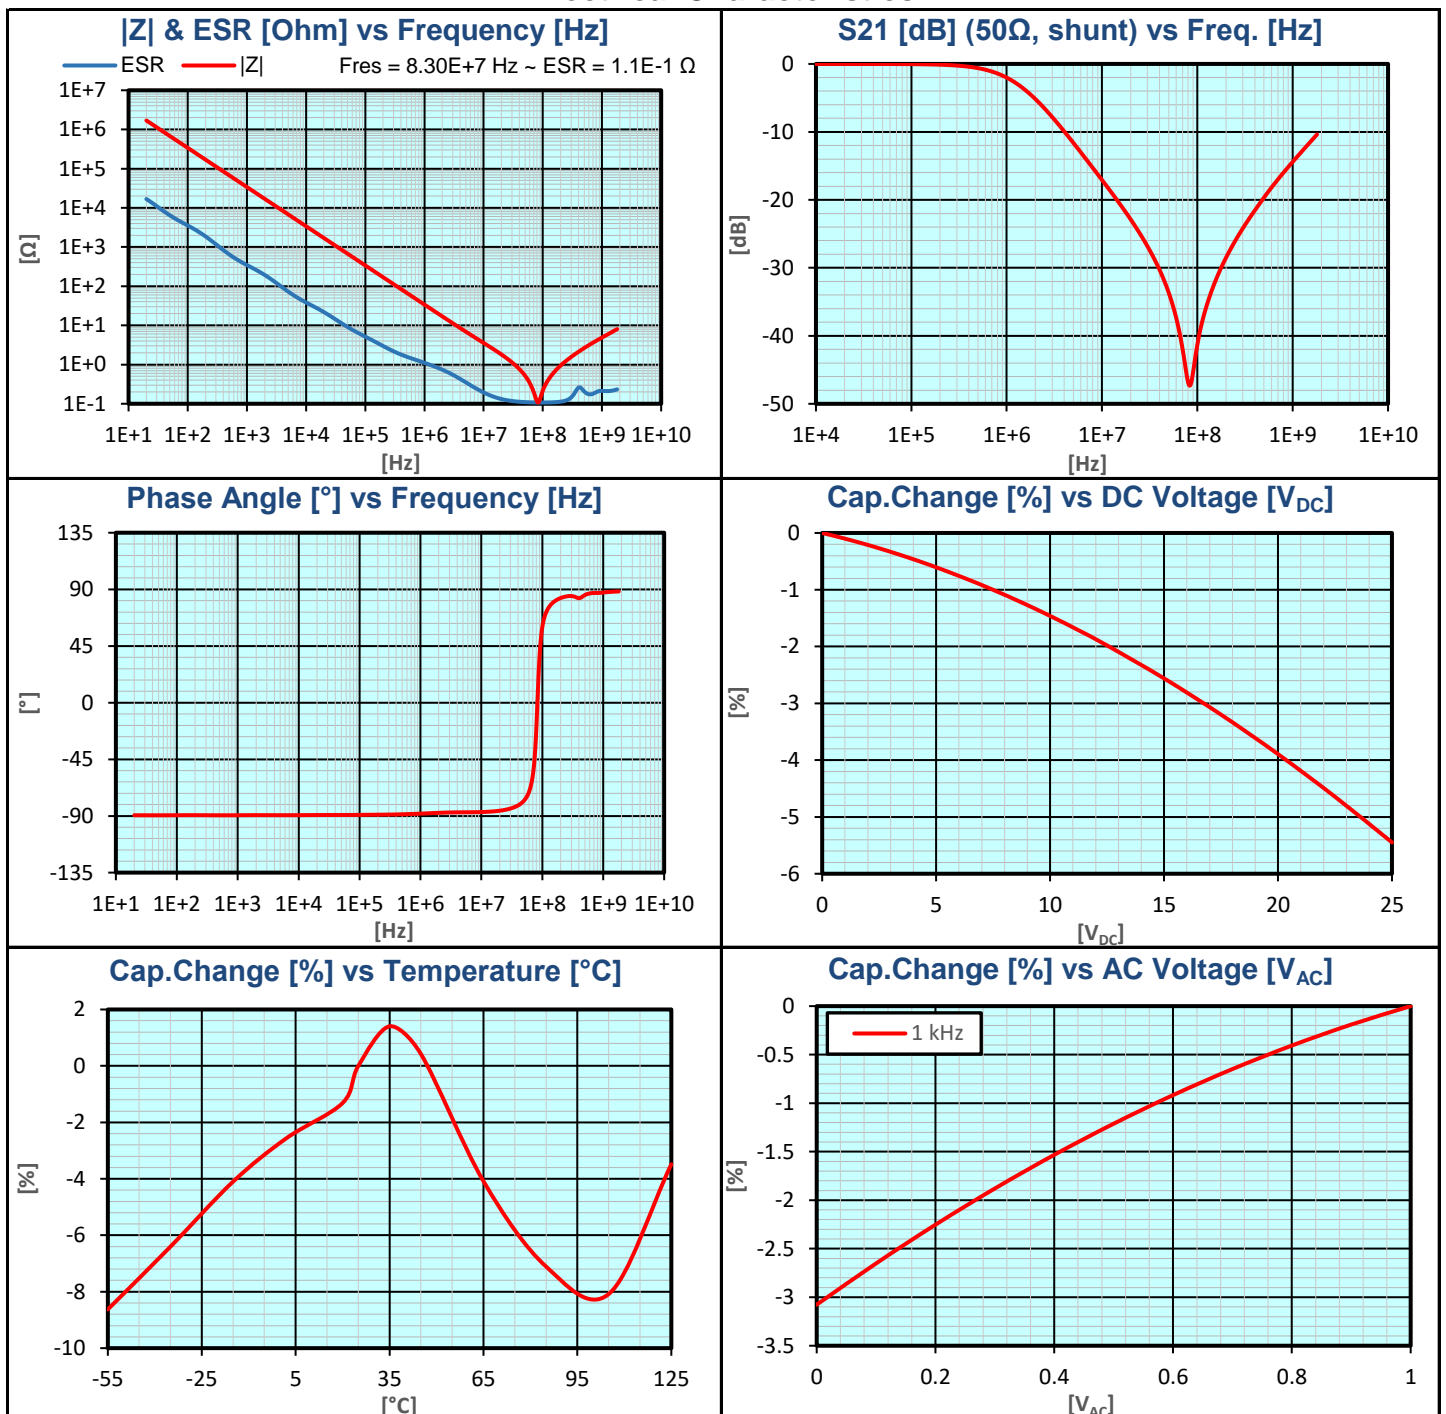 |Z| & ESR [Ohm] vs Frequency [Hz]
ESR |Z| Fres = 8.30E+7 Hz ~ ESR = 1.1E-1 Ω
1E+7
1E+6
1E+5
1E+4
1E+3
1E+2
1E+1
1E+0
1E-1
[Ω]
1E+1 1E+2 1E+3 1E+4 1E+5 1E+6 1E+7 1E+8 1E+9 1E+10
[Hz]
S21 [dB] (50Ω, shunt) vs Freq. [Hz]
0
-10
-20
-30
-40
-50
[dB]
1E+4 1E+5 1E+6 1E+7 1E+8 1E+9 1E+10
[Hz]
Phase Angle [°] vs Frequency [Hz]
135
90
45
0
-45
-90
-135
[°]
1E+1 1E+2 1E+3 1E+4 1E+5 1E+6 1E+7 1E+8 1E+9 1E+10
[Hz]
Cap.Change [%] vs DC Voltage [VDC]
0
-1
-2
-3
-4
-5
-6
[%]
0 5 10 15 20 25
[VDC]
Cap.Change [%] vs Temperature [°C]
2
0
-2
-4
-6
-8
-10
[%]
-55 -25 5 35 65 95 125
[°C]
Cap.Change [%] vs AC Voltage [VAC]
1 kHz
0
-0.5
-1
-1.5
-2
-2.5
-3
-3.5
[%]
0 0.2 0.4 0.6 0.8 1
[VAC]